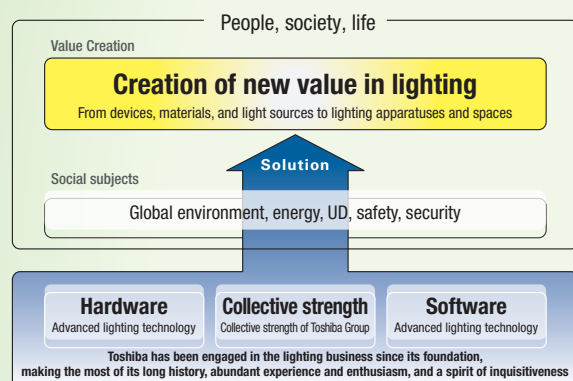 People, society, life
Value Creation
Creation of new value in lighting
From devices, materials, and light sources to lighting apparatuses and spaces
Solution
Social subjects
Global environment, energy, UD, safety, security
Hardware
Advanced lighting technology
Collective strength
Collective strength of Toshiba Group
Software
Advanced lighting technology
Toshiba has been engaged in the lighting business since its foundation,
making the most of its long history, abundant experience and enthusiasm, and a spirit of inquisitiveness